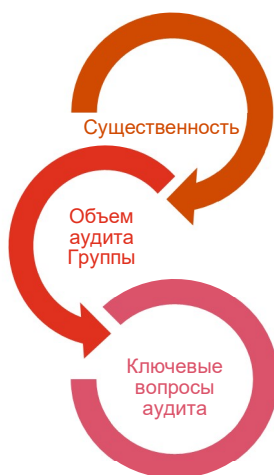 Существенность
Объем
аудита
Группы
Ключевые
вопросы
аудита